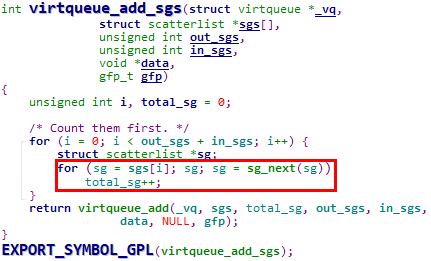 int virtqueue_add_sgs(struct virtqueue *_vq,
struct scatterlist *sgs[],
unsigned int out_sgs,
unsigned int in_sgs,
void *data,
gfp_t gfp)
{
unsigned int i, total_sg = 0;
/* Count them first. */
for (i = 0; i < out_sgs + in_sgs; i++) {
struct scatterlist *sg;
for (sg = sgs[i]; sg; sg = sg_next(sg))
total_sg++;
}
return virtqueue_add(_vq, sgs, total_sg, out_sgs, in_sgs,
data, NULL, gfp);
}
EXPORT_SYMBOL_GPL(virtqueue_add_sgs);